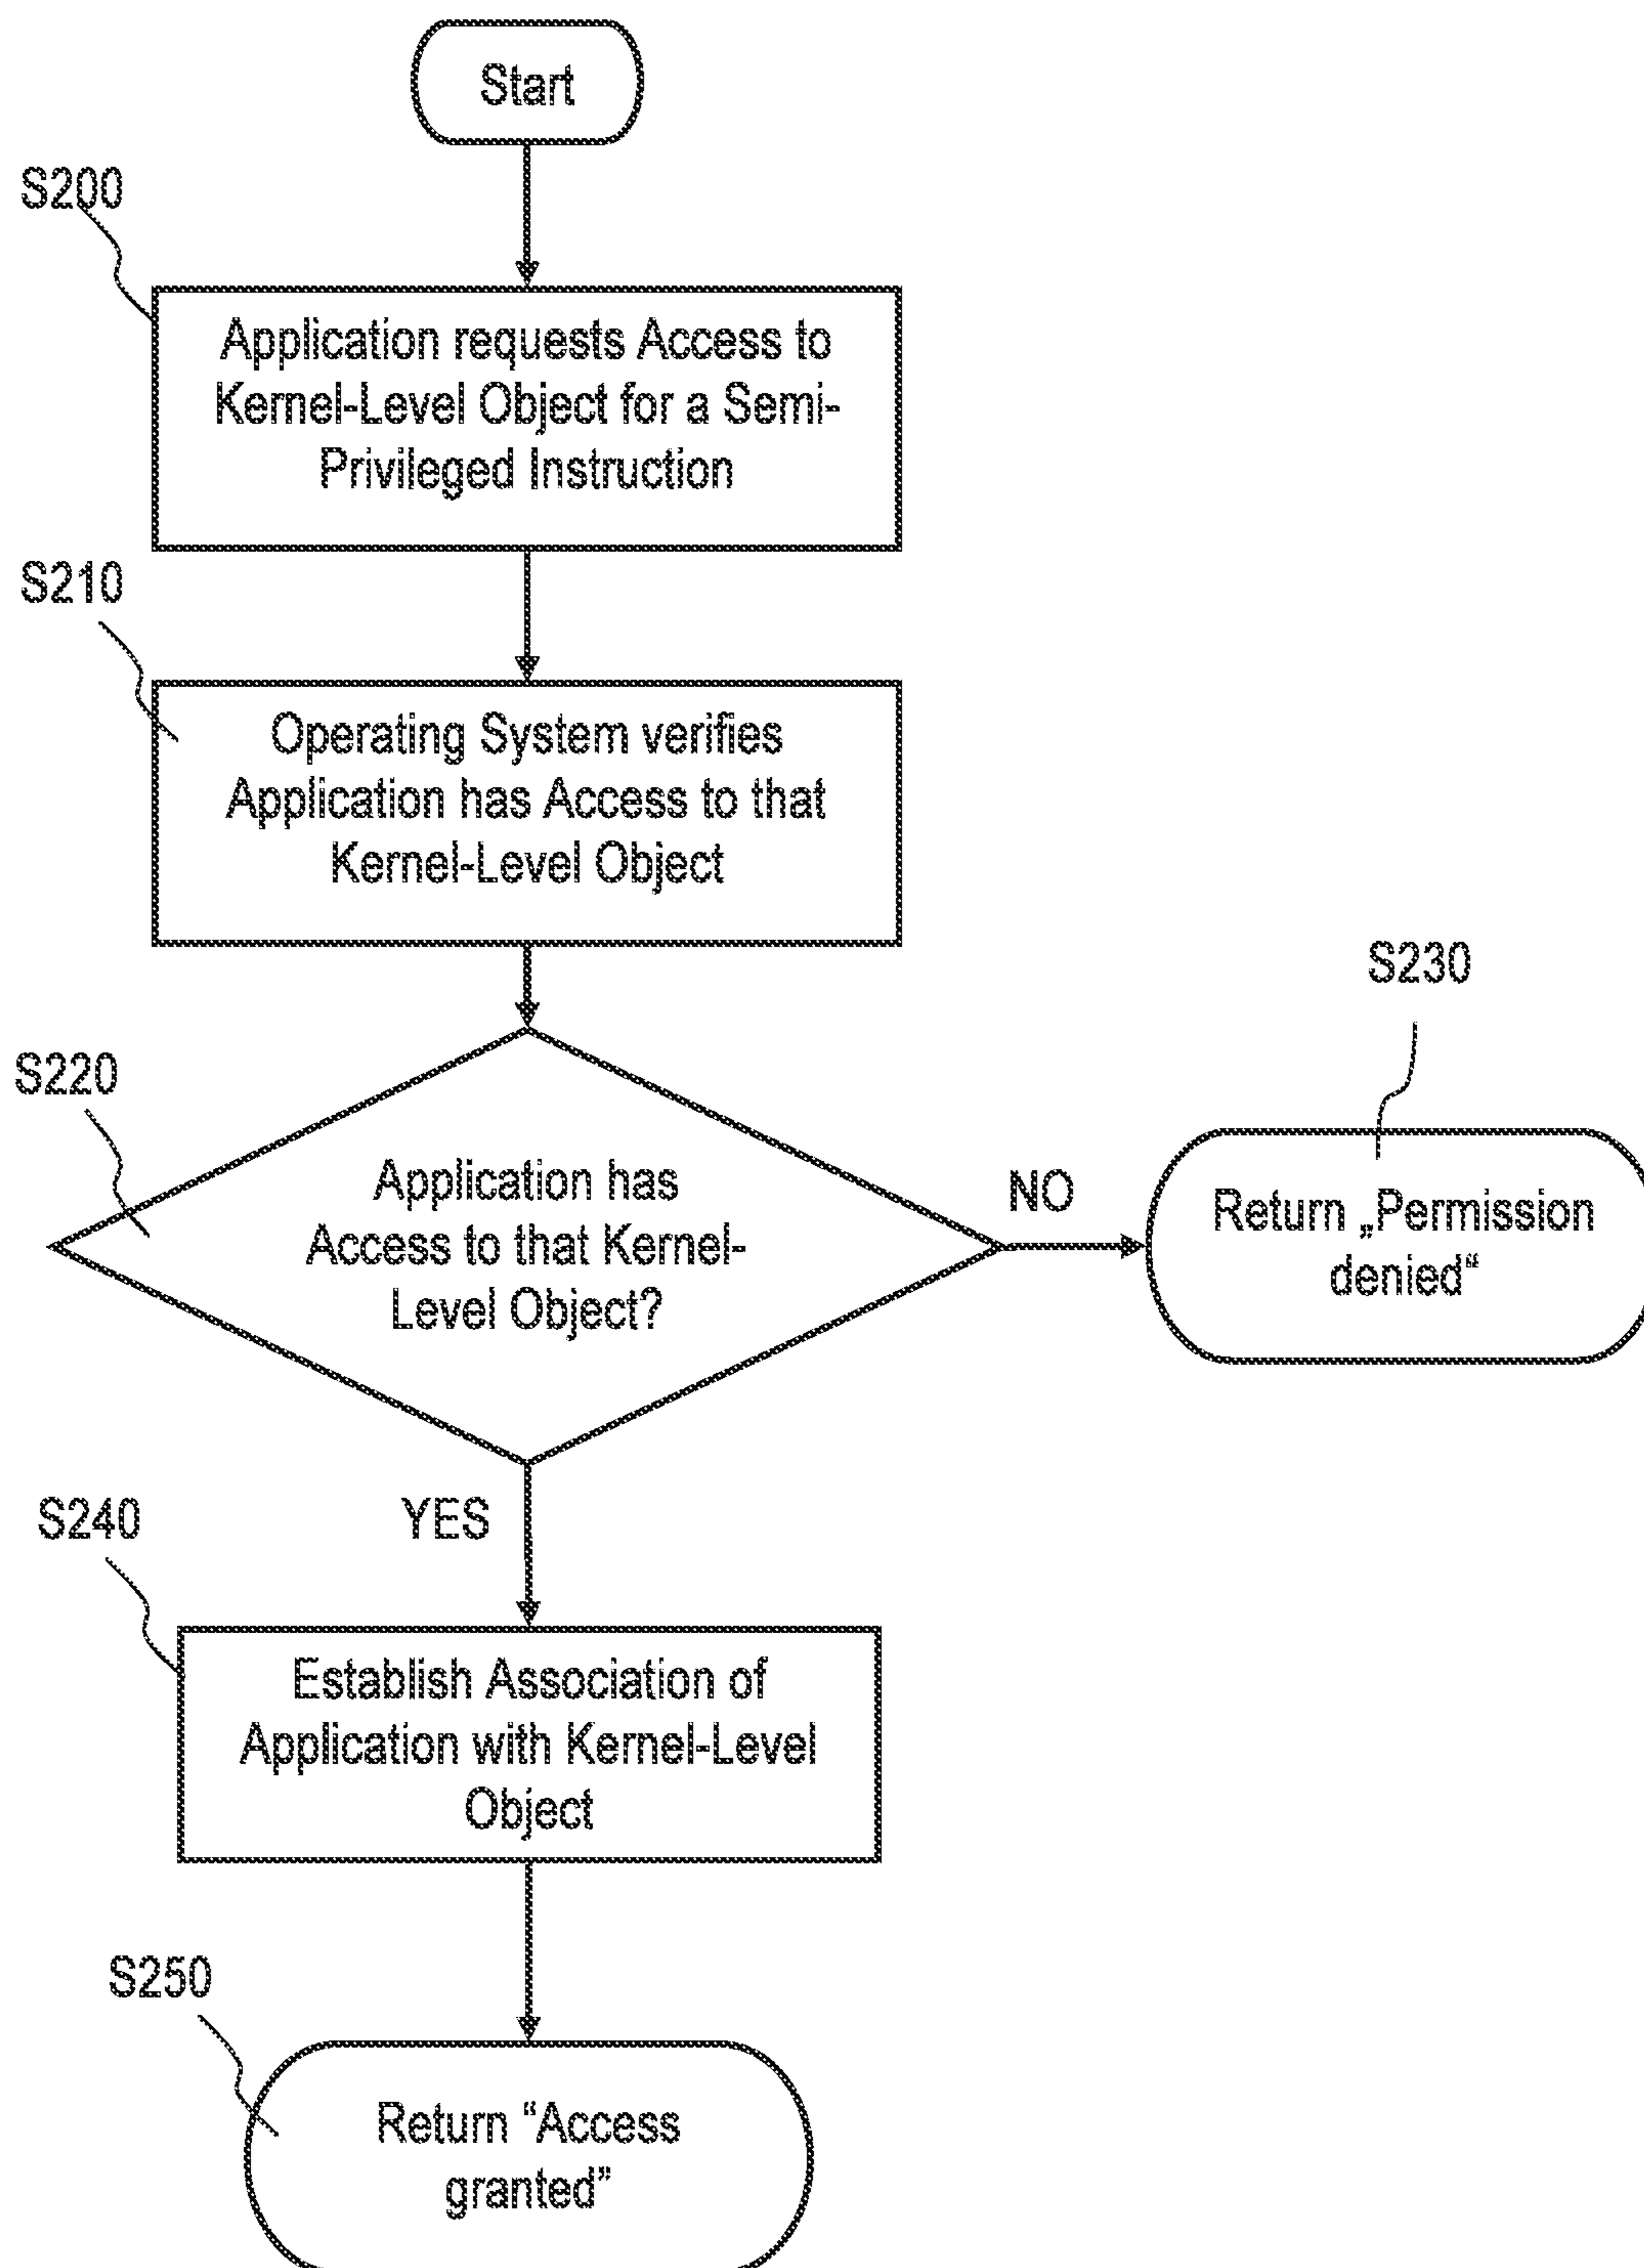 Start
S200
Application requests Access to
Kernel-Level Object for a Semi-
Privileged Instruction
S210
Operating System verifies
Application has Access to that
Kernel-Level Object
S220
Application has
Access to that Kernel-
Level Object?
NO
S230
Return „Permission
denied“
YES
S240
Establish Association of
Application with Kernel-Level
Object
S250
Return “Access
granted”